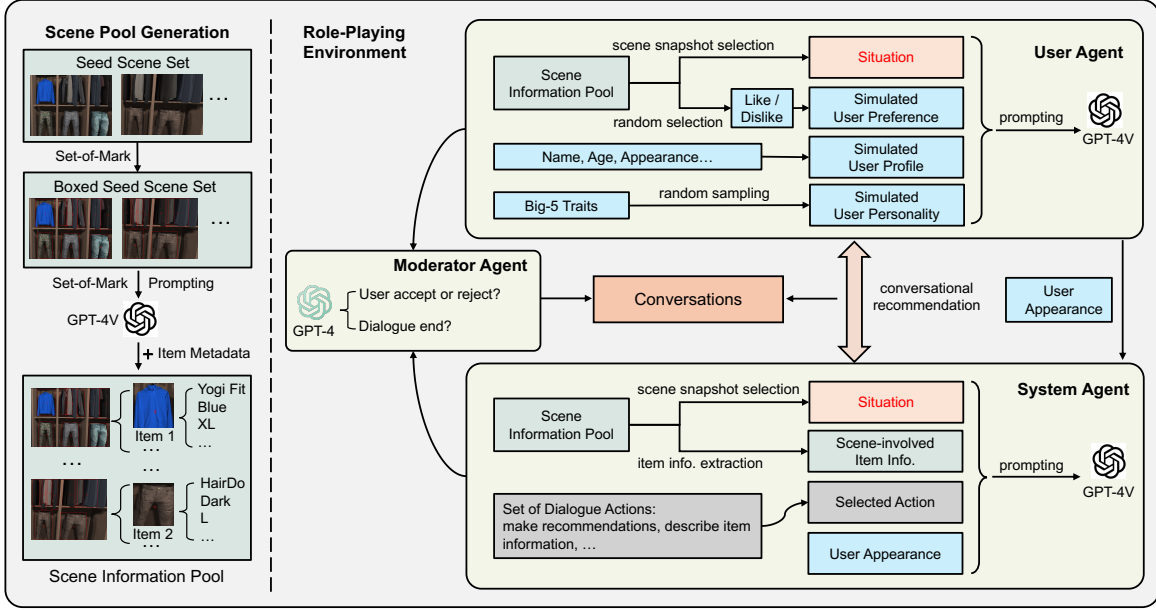 Scene Pool Generation
Seed Scene Set
…
Set-of-Mark
Boxed Seed Scene Set
…
Set-of-Mark
Prompting
GPT-4V
+ Item Metadata
Yogi Fit
Blue
XL
…
Item 1
…
…
…
HairDo
Dark
L
…
Item 2
…
Scene Information Pool
Role-Playing
Environment
User Agent
Scene
Information Pool
scene snapshot selection
Situation
random selection
Like /
Dislike
Simulated
User Preference
Name, Age, Appearance…
Simulated
User Profile
Big-5 Traits
random sampling
Simulated
User Personality
prompting
GPT-4V
Moderator Agent
GPT-4
User accept or reject?
Dialogue end?
Conversations
conversational
recommendation
User
Appearance
System Agent
Scene
Information Pool
scene snapshot selection
Situation
item info. extraction
Scene-involved
Item Info.
Set of Dialogue Actions:
make recommendations, describe item
information, …
Selected Action
User Appearance
prompting
GPT-4V